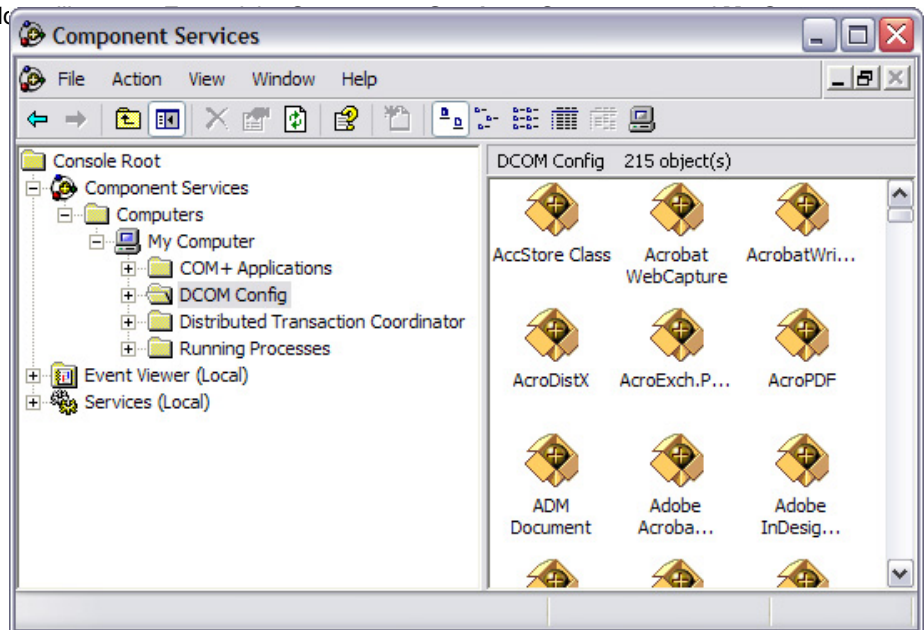 Component Services
File Action View Window Help
Console Root
Component Services
Computers
My Computer
COM+ Applications
DCOM Config
Distributed Transaction Coordinator
Running Processes
Event Viewer (Local)
Services (Local)
DCOM Config 215 object(s)
AccStore Class
Acrobat WebCapture
AcrobatWri...
AcroDistX
AcroExch.P...
AcroPDF
ADM Document
Adobe Acroba...
Adobe InDesig...